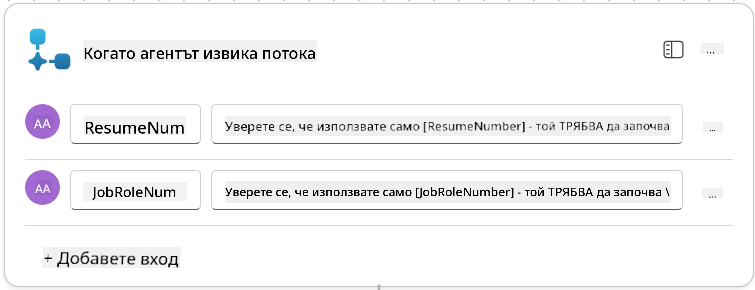 Когато агентът извика потока
...
AA ResumeNum Уверете се, че използвате само [ResumeNumber] - той ТРЯБВА да започва ...
AA JobRoleNum Уверете се, че използвате само [JobRoleNumber] - той ТРЯБВА да започва \ ...
+ Добавете вход